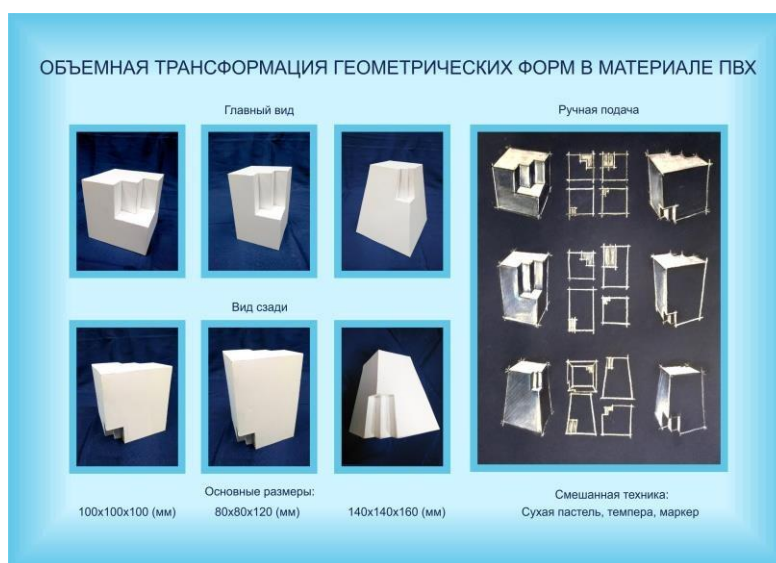 ОБЪЕМНАЯ ТРАНСФОРМАЦИЯ ГЕОМЕТРИЧЕСКИХ ФОРМ В МАТЕРИАЛЕ ПВХ
Главный вид
Ручная подача
Вид сзади
Основные размеры:
100x100x100 (мм)
80x80x120 (мм)
140x140x160 (мм)
Смешанная техника:
Сухая пастель, темпера, маркер